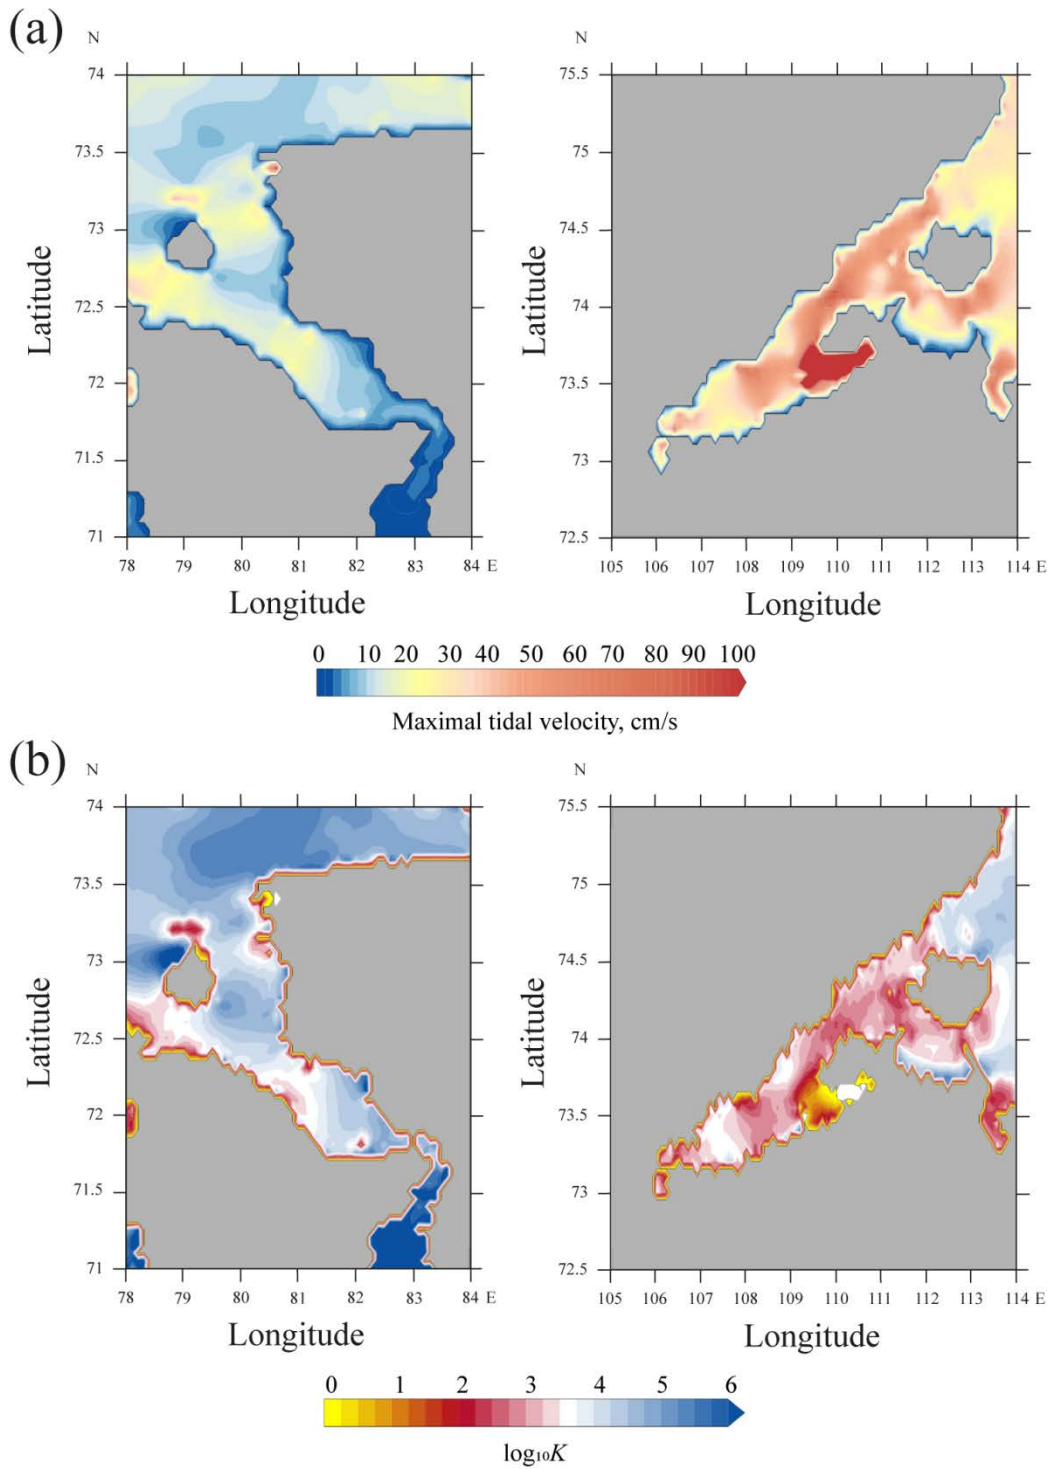 (a)
N
N
74
73.5
73
72.5
72
71.5
71
Latitude
78 79 80 81 82 83 84 E
Longitude
75.5
75
74.5
74
73.5
73
72.5
Latitude
105 106 107 108 109 110 111 112 113 114 E
Longitude
0 10 20 30 40 50 60 70 80 90 100
Maximal tidal velocity, cm/s
(b)
N
N
74
73.5
73
72.5
72
71.5
71
Latitude
78 79 80 81 82 83 84 E
Longitude
75.5
75
74.5
74
73.5
73
72.5
Latitude
105 106 107 108 109 110 111 112 113 114 E
Longitude
0 1 2 3 4 5 6
log₁₀K